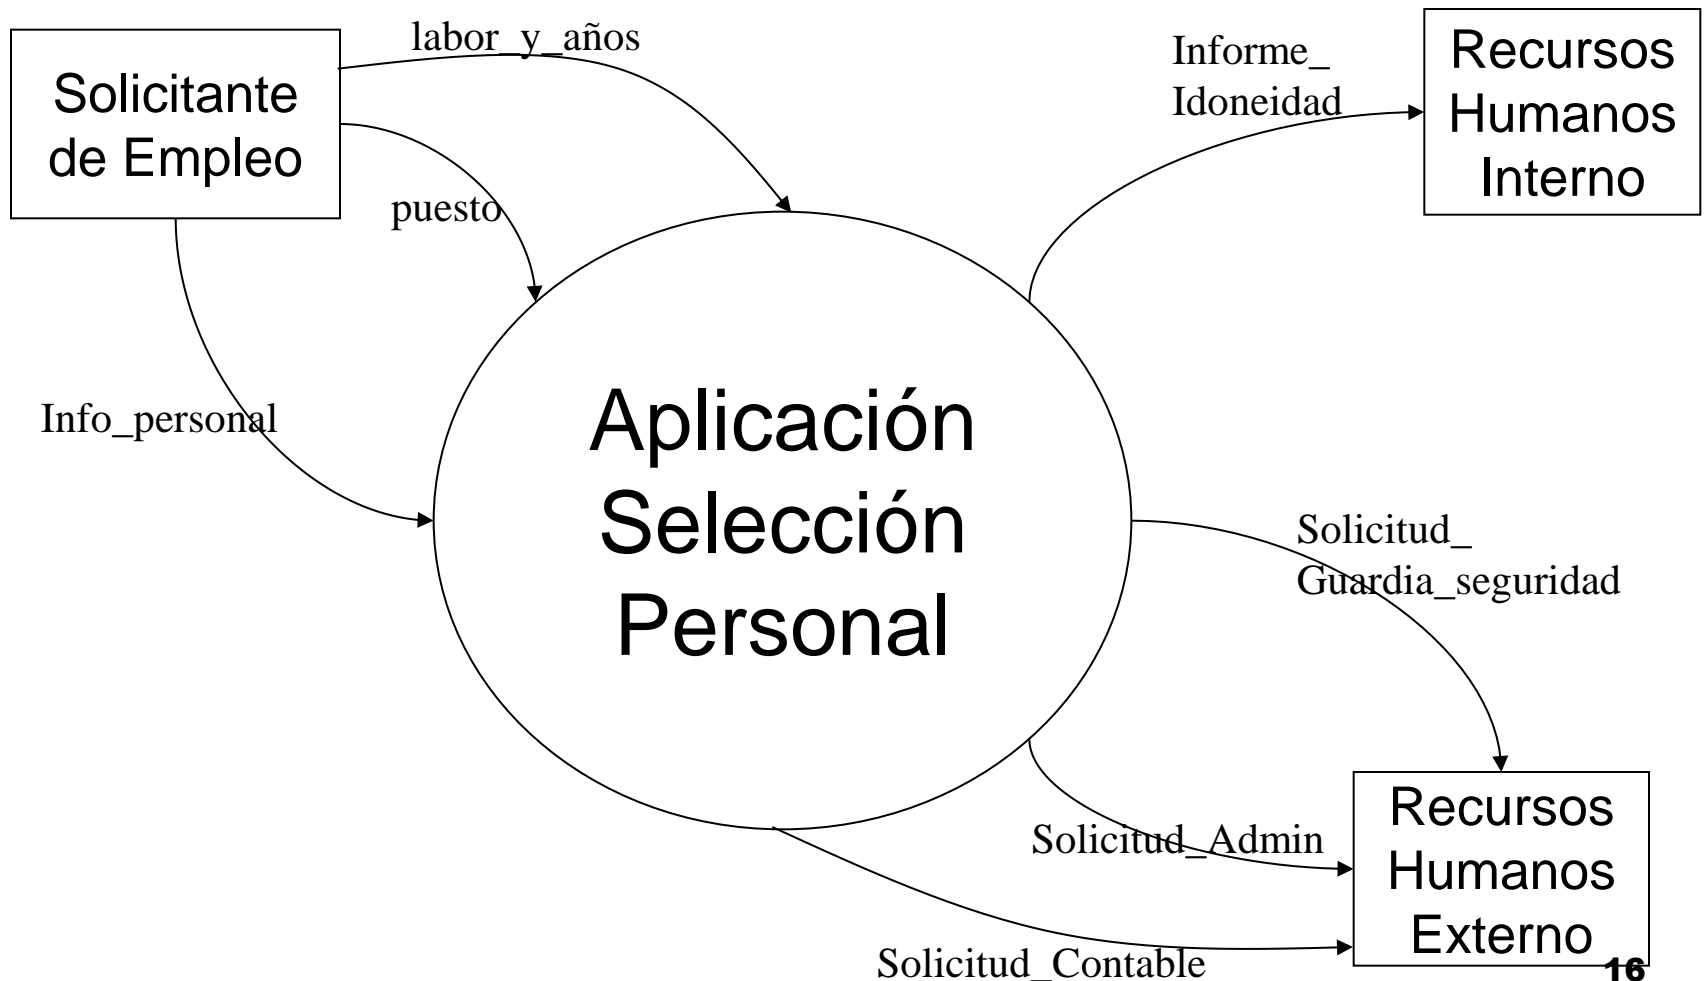 labor_y_años
Solicitante
de Empleo
puesto
Info_personal
Aplicación
Selección
Personal
Informe_
Idoneidad
Recursos
Humanos
Interno
Solicitud_
Guardia_seguridad
Solicitud_Admin
Solicitud_Contable
Recursos
Humanos
Externo
16